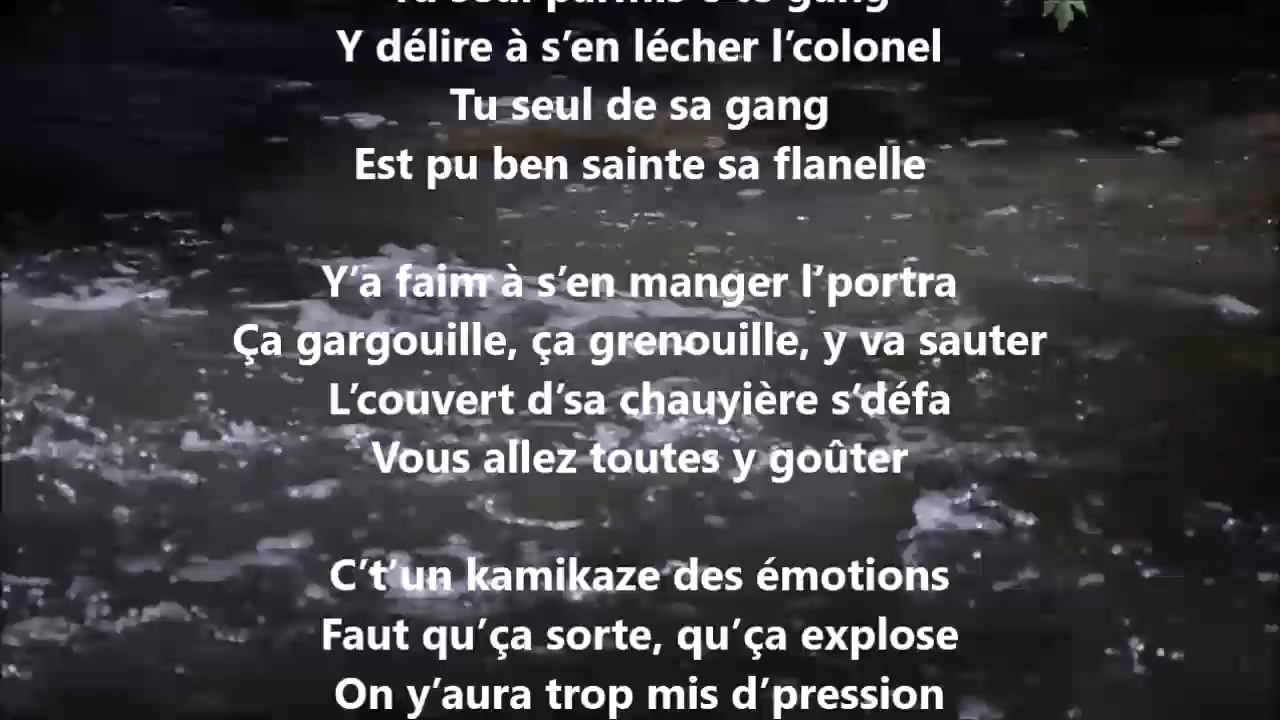 Y délire à s’en lécher l’colonel
Tu seul de sa gang
Est pu ben sainte sa flanelle
Y’a faim à s’en manger l’portra
Ça gargouille, ça grenouille, y va sauter
L’couvert d’sa chauyière s’défa
Vous allez toutes y goûter
C’t’un kamikaze des émotions
Faut qu’ça sorte, qu’ça explose
On y’aura trop mis d’pression